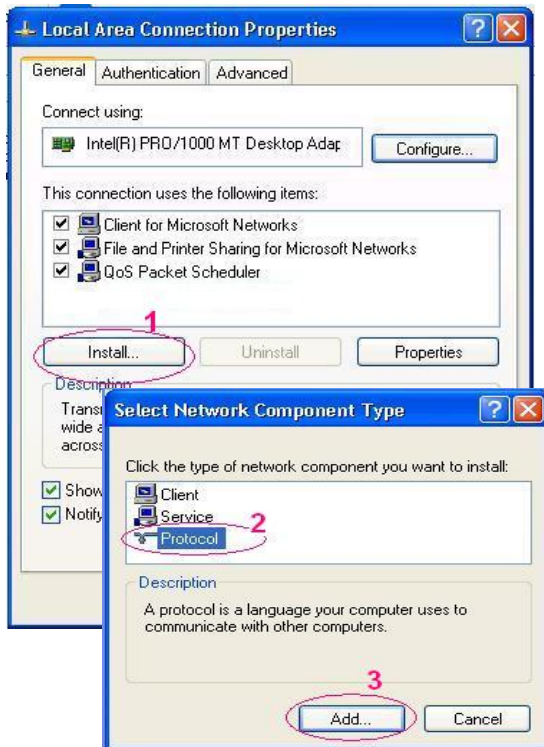 Local Area Connection Properties
General Authentication Advanced
Connect using:
Intel(R) PRO/1000 MT Desktop Adap
Configure...
This connection uses the following items:
Client for Microsoft Networks
File and Printer Sharing for Microsoft Networks
QoS Packet Scheduler
1
Install... Uninstall Properties
Description
Trans
wide a
across
Show
Notify
Select Network Component Type
Click the type of network component you want to install:
Client
Service
2
Protocol
Description
A protocol is a language your computer uses to
communicate with other computers.
3
Add... Cancel